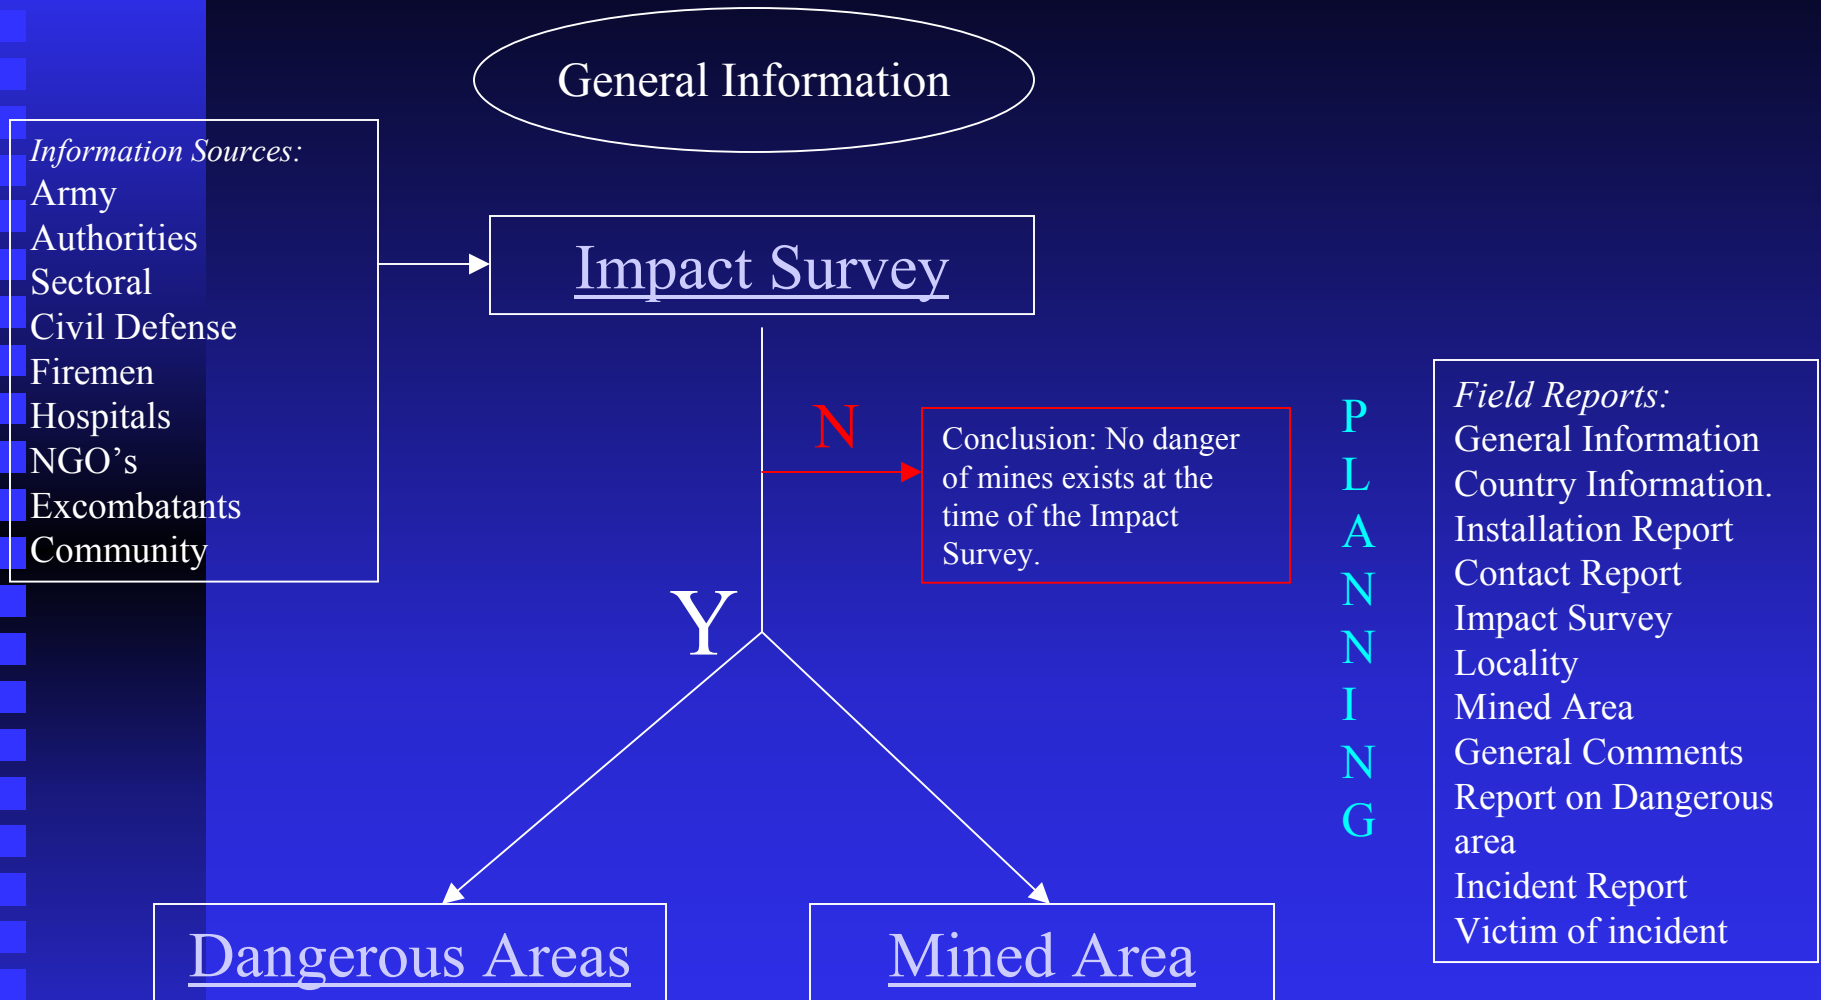 General Information
Information Sources:
Army
Authorities
Sectoral
Civil Defense
Firemen
Hospitals
NGO’s
Excombatants
Community
Impact Survey
N
Conclusion: No danger
of mines exists at the
time of the Impact
Survey.
Y
P
L
A
N
N
I
N
G
Field Reports:
General Information
Country Information.
Installation Report
Contact Report
Impact Survey
Locality
Mined Area
General Comments
Report on Dangerous
area
Incident Report
Victim of incident
Dangerous Areas
Mined Area